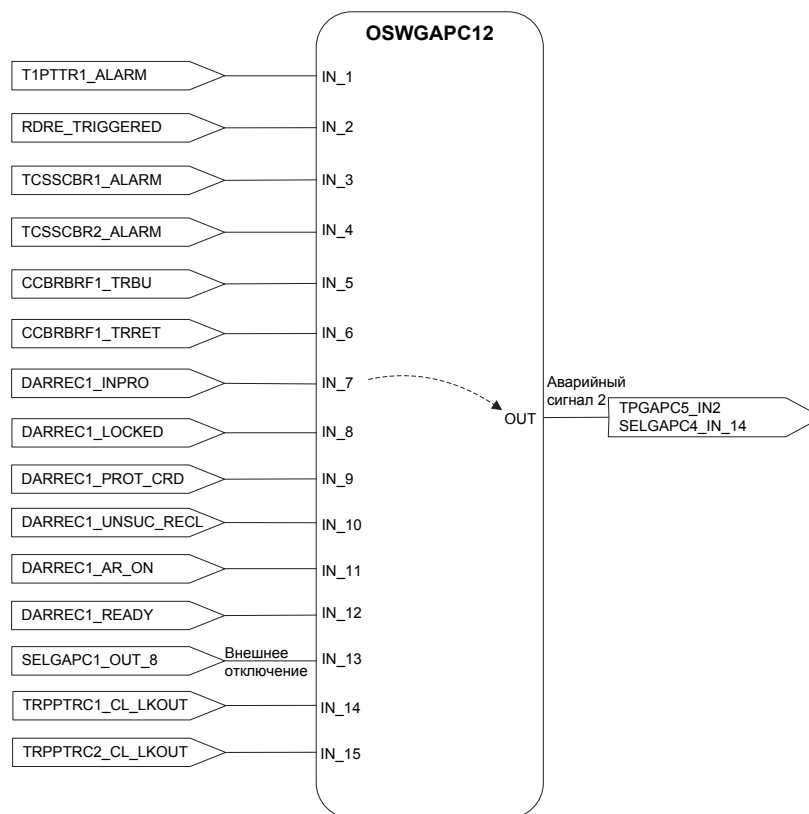 OSWGAPC12
T1PTTR1_ALARM
IN_1
RDRE_TRIGGERED
IN_2
TCSSCBR1_ALARM
IN_3
TCSSCBR2_ALARM
IN_4
CCBRBRF1_TRBU
IN_5
CCBRBRF1_TRRET
IN_6
DARREC1_INPRO
IN_7
DARREC1_LOCKED
IN_8
DARREC1_PROT_CRD
IN_9
DARREC1_UNSUC_RECL
IN_10
DARREC1_AR_ON
IN_11
DARREC1_READY
IN_12
SELGAPC1_OUT_8
Внешнее
отключение
IN_13
TRPPTRC1_CL_LKOUT
IN_14
TRPPTRC2_CL_LKOUT
IN_15
OUT
Аварийный
сигнал 2
TPGAPC5_IN2
SELGAPC4_IN_14